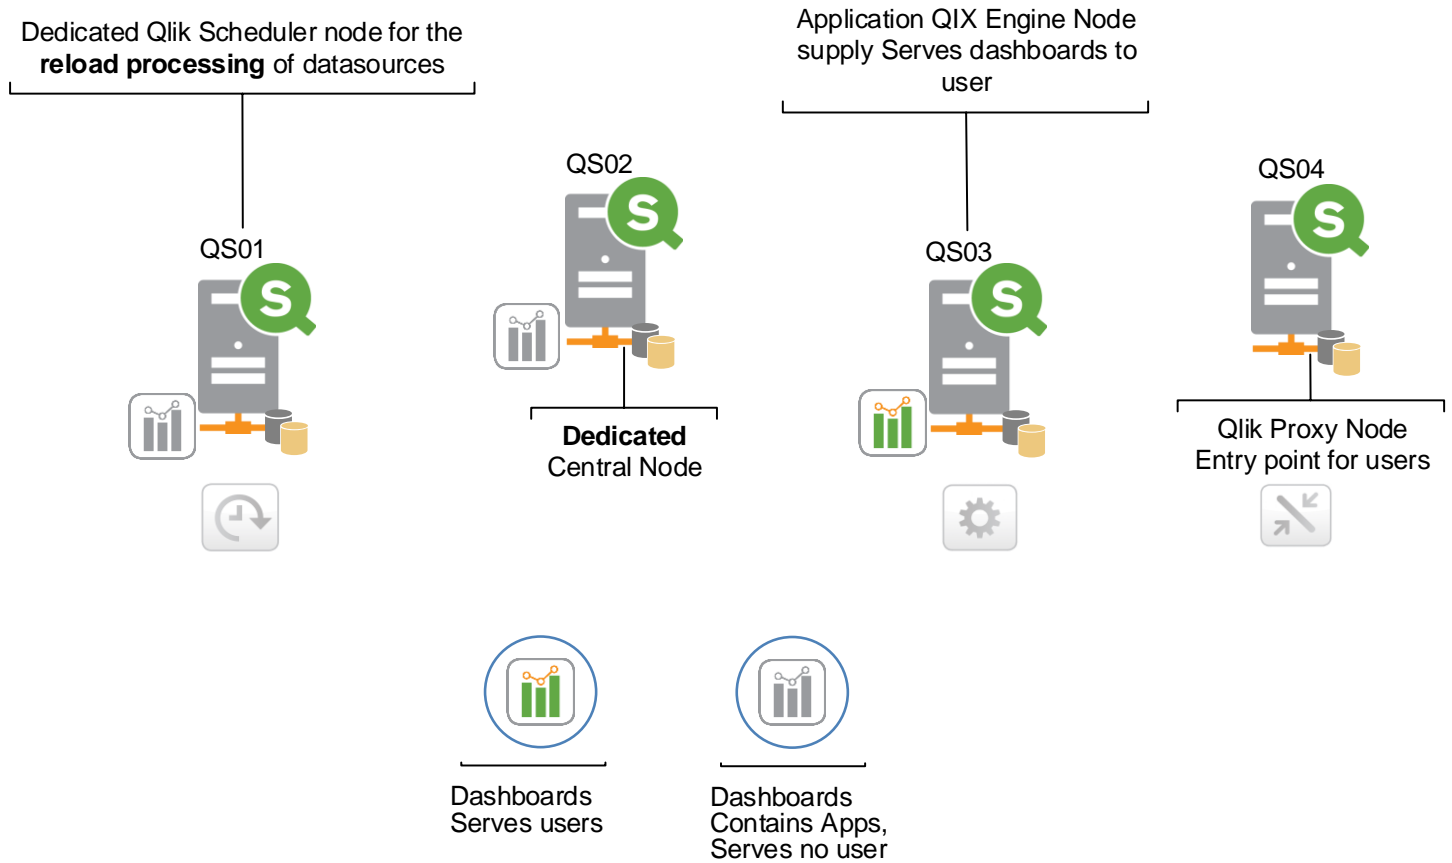 Dedicated Qlik Scheduler node for the
reload processing of datasources
Application QIX Engine Node
supply Serves dashboards to
user
QS02
S
QS04
S
QS01
S
QS03
S
Dedicated
Central Node
Qlik Proxy Node
Entry point for users
Dashboards
Serves users
Dashboards
Contains Apps,
Serves no user